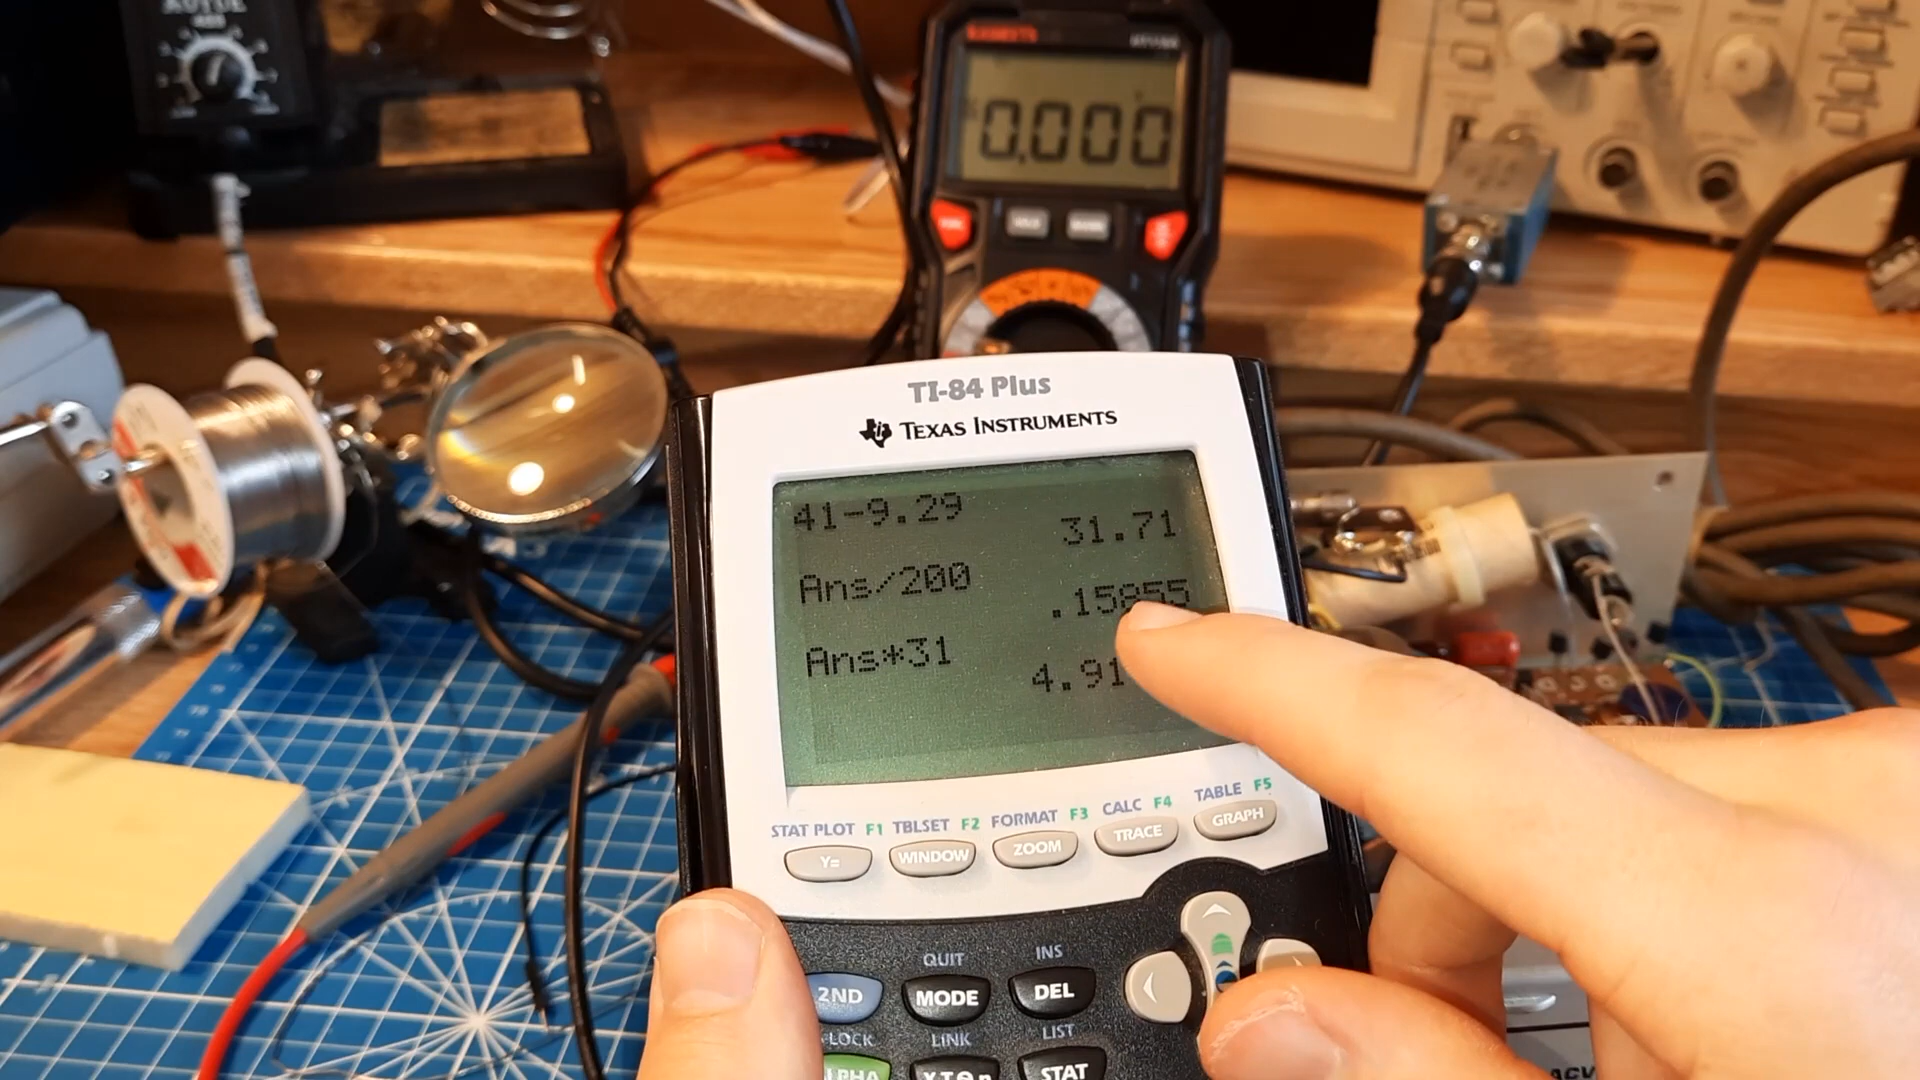 0.000
TI-84 Plus
TEXAS INSTRUMENTS
41-9.29
31.71
Ans/200
.15855
Ans*31
4.91
STAT PLOT F1 TBLSET F2 FORMAT F3 CALC F4 TABLE F5
Y= WINDOW ZOOM TRACE GRAPH
QUIT INS
2ND MODE DEL
LINK LIST
STAT